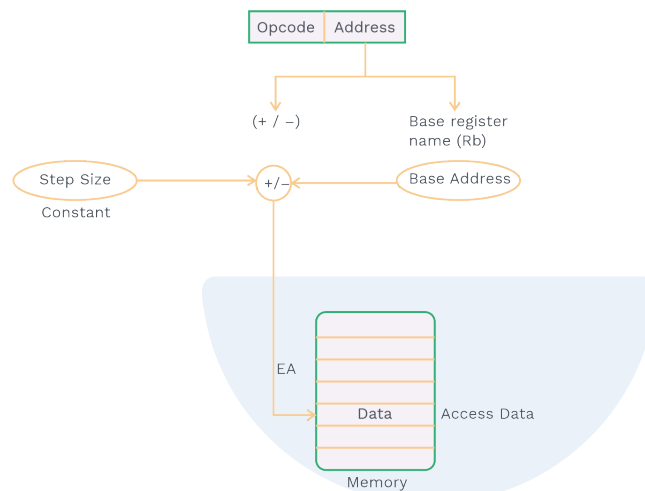 Opcode Address
(+ / –)
Base register
name (Rb)
Step Size
+/–
Base Address
Constant
EA
Data
Access Data
Memory